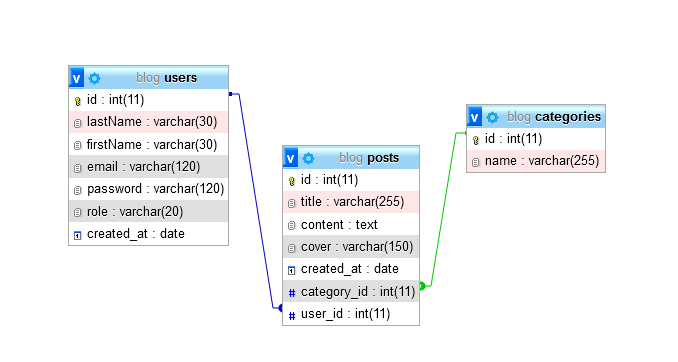 v blog users
id : int(11)
lastName : varchar(30)
firstName : varchar(30)
email : varchar(120)
password : varchar(120)
role : varchar(20)
created_at : date
v blog posts
id : int(11)
title : varchar(255)
content : text
cover : varchar(150)
created_at : date
# category_id : int(11)
# user_id : int(11)
v blog categories
id : int(11)
name : varchar(255)